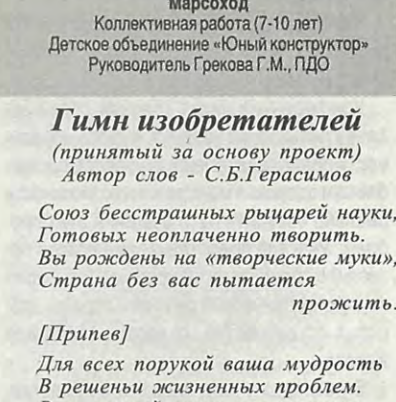 Марсоход
Коллективная работа (7-10 лет)
Детское объединение «Юный конструктор»
Руководитель Грекова Г.М., ПДО
Гимн изобретателей
(принятый за основу проект)
Автор слов - С.Б.Герасимов
Союз бесстрашных рыцарей науки,
Готовых неоплаченно творить.
Вы рождены на «творческие муки»,
Страна без вас пытается
прожить.
[Припев]
Для всех порукой ваша мудрость
В решеньи жизненных проблем.